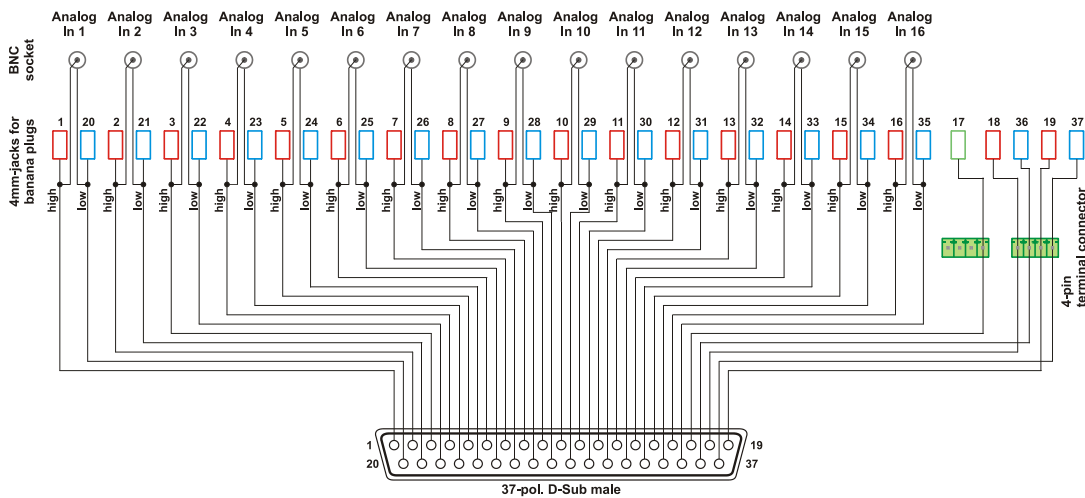 Analog Analog Analog Analog Analog Analog Analog Analog Analog Analog Analog Analog Analog Analog Analog Analog
In 1 In 2 In 3 In 4 In 5 In 6 In 7 In 8 In 9 In 10 In 11 In 12 In 13 In 14 In 15 In 16
BNC
socket
1 20 2 21 3 22 4 23 5 24 6 25 7 26 8 27 9 28 10 29 11 30 12 31 13 32 14 33 15 34 16 35 17 18 36 19 37
4mm-jacks for
banana plugs
high low high low high low high low high low high low high low high low high low high low high low high low high low high low high low high low
4-pin
terminal connector
1 19
20 37
37-pol. D-Sub male